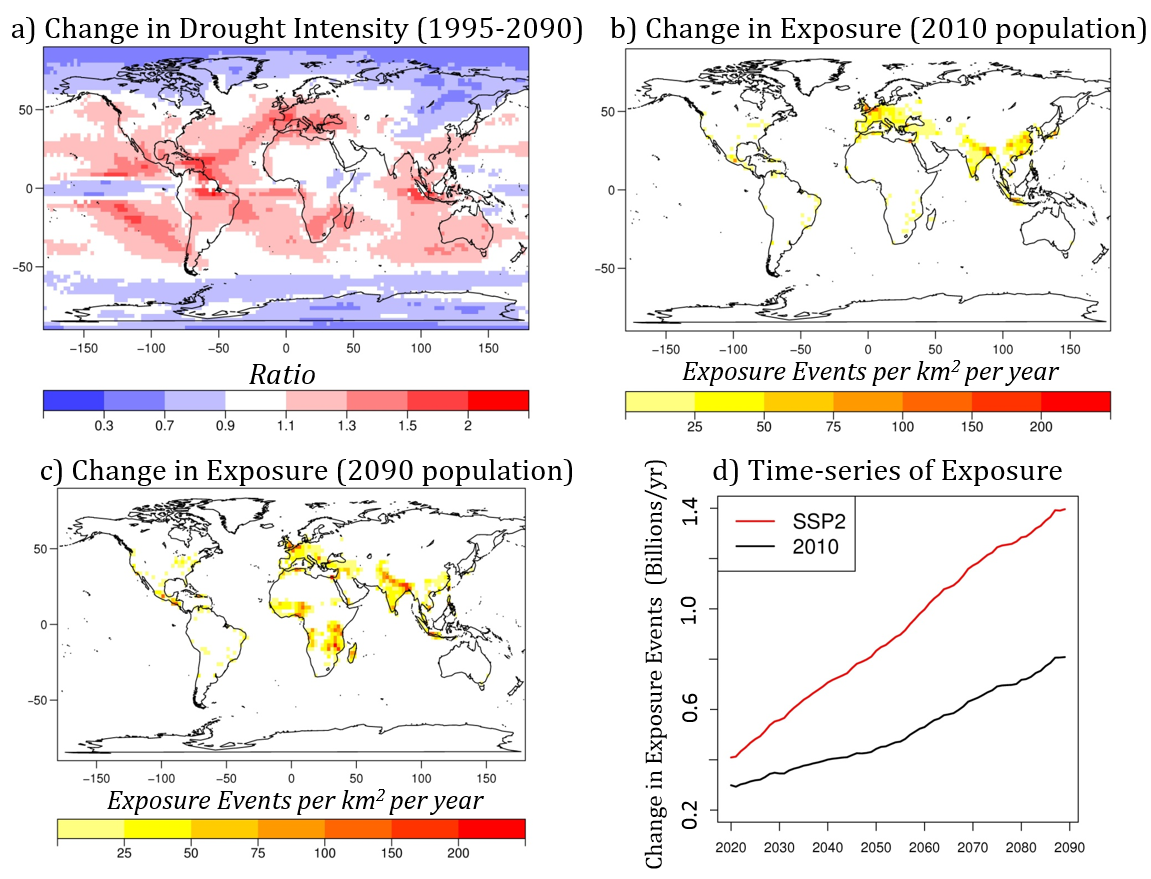 a) Change in Drought Intensity (1995-2090)
b) Change in Exposure (2010 population)
50
0
−50
−150 −100 −50 0 50 100 150
Ratio
0.3 0.7 0.9 1.1 1.3 1.5 2
50
0
−50
−150 −100 −50 0 50 100 150
Exposure Events per km² per year
25 50 75 100 150 200
c) Change in Exposure (2090 population)
50
0
−50
−150 −100 −50 0 50 100 150
Exposure Events per km² per year
25 50 75 100 150 200
d) Time-series of Exposure
Change in Exposure Events (Billions/yr)
1.4
1.0
0.6
0.2
SSP2
2010
2020 2030 2040 2050 2060 2070 2080 2090